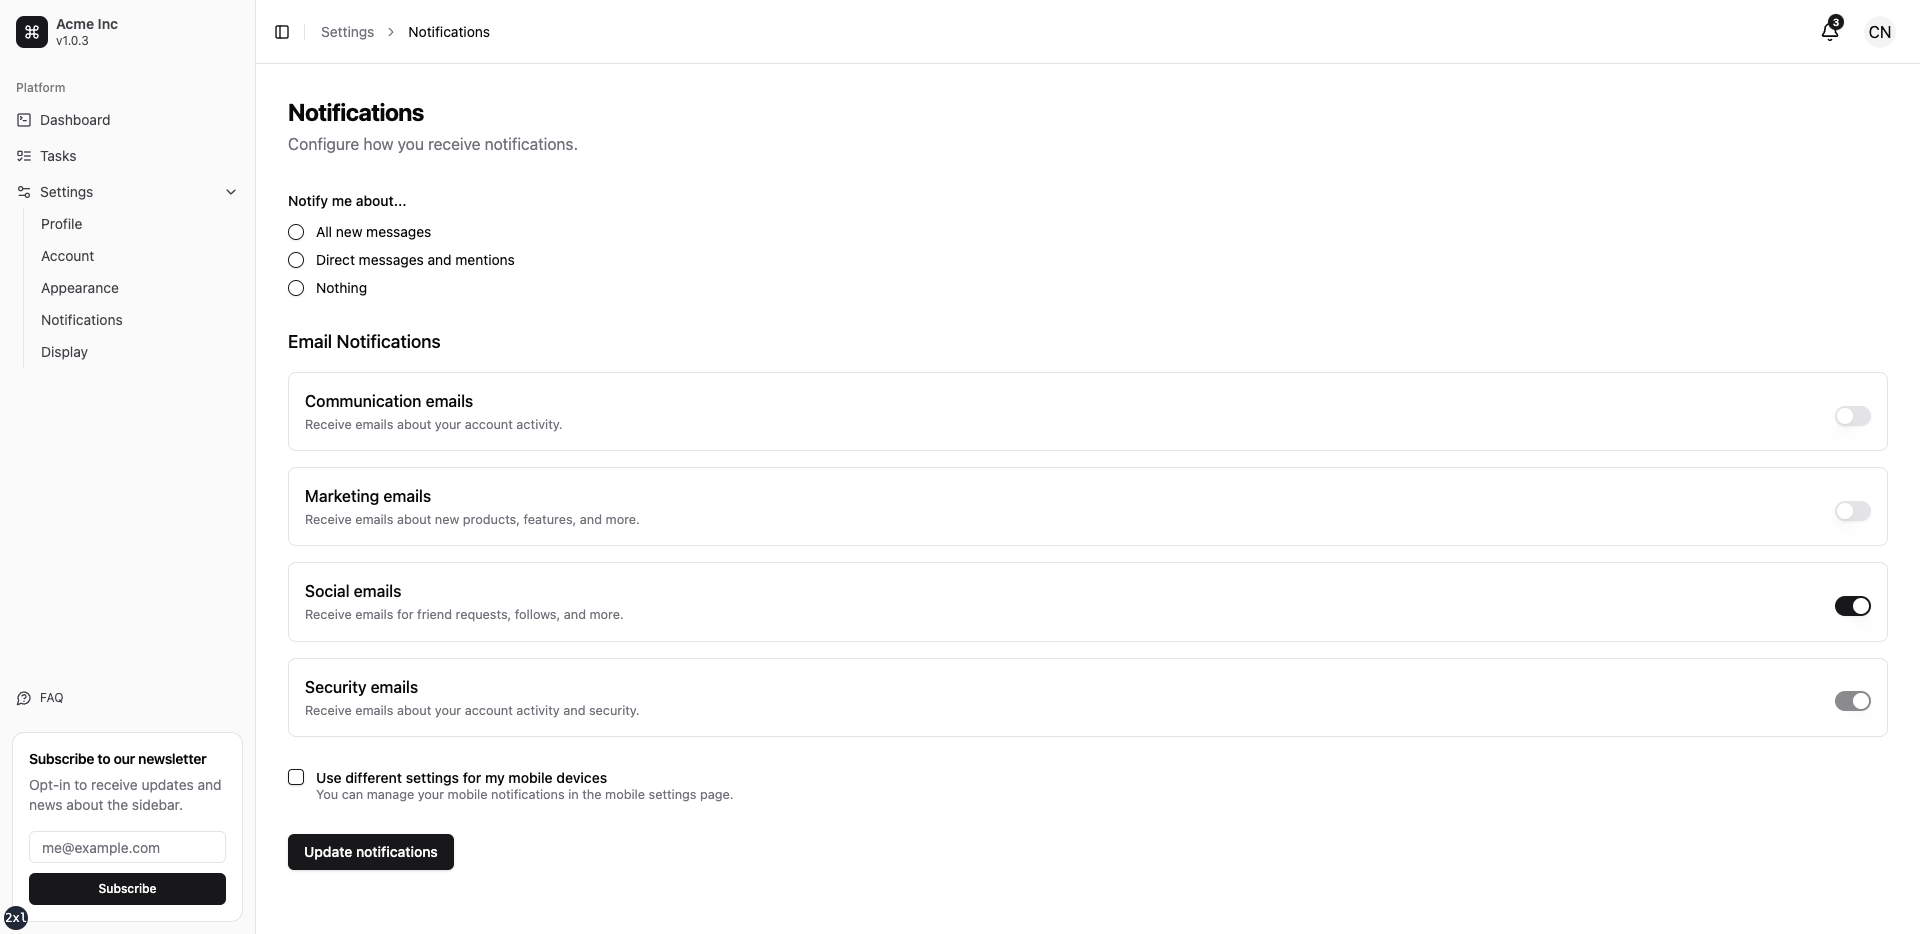 Acme Inc
v1.0.3
Platform
Dashboard
Tasks
Settings
Profile
Account
Appearance
Notifications
Display
FAQ
Subscribe to our newsletter
Opt-in to receive updates and
news about the sidebar.
me@example.com
Subscribe
2xl
Settings
Notifications
3
CN
Notifications
Configure how you receive notifications.
Notify me about...
All new messages
Direct messages and mentions
Nothing
Email Notifications
Communication emails
Receive emails about your account activity.
Marketing emails
Receive emails about new products, features, and more.
Social emails
Receive emails for friend requests, follows, and more.
Security emails
Receive emails about your account activity and security.
Use different settings for my mobile devices
You can manage your mobile notifications in the mobile settings page.
Update notifications